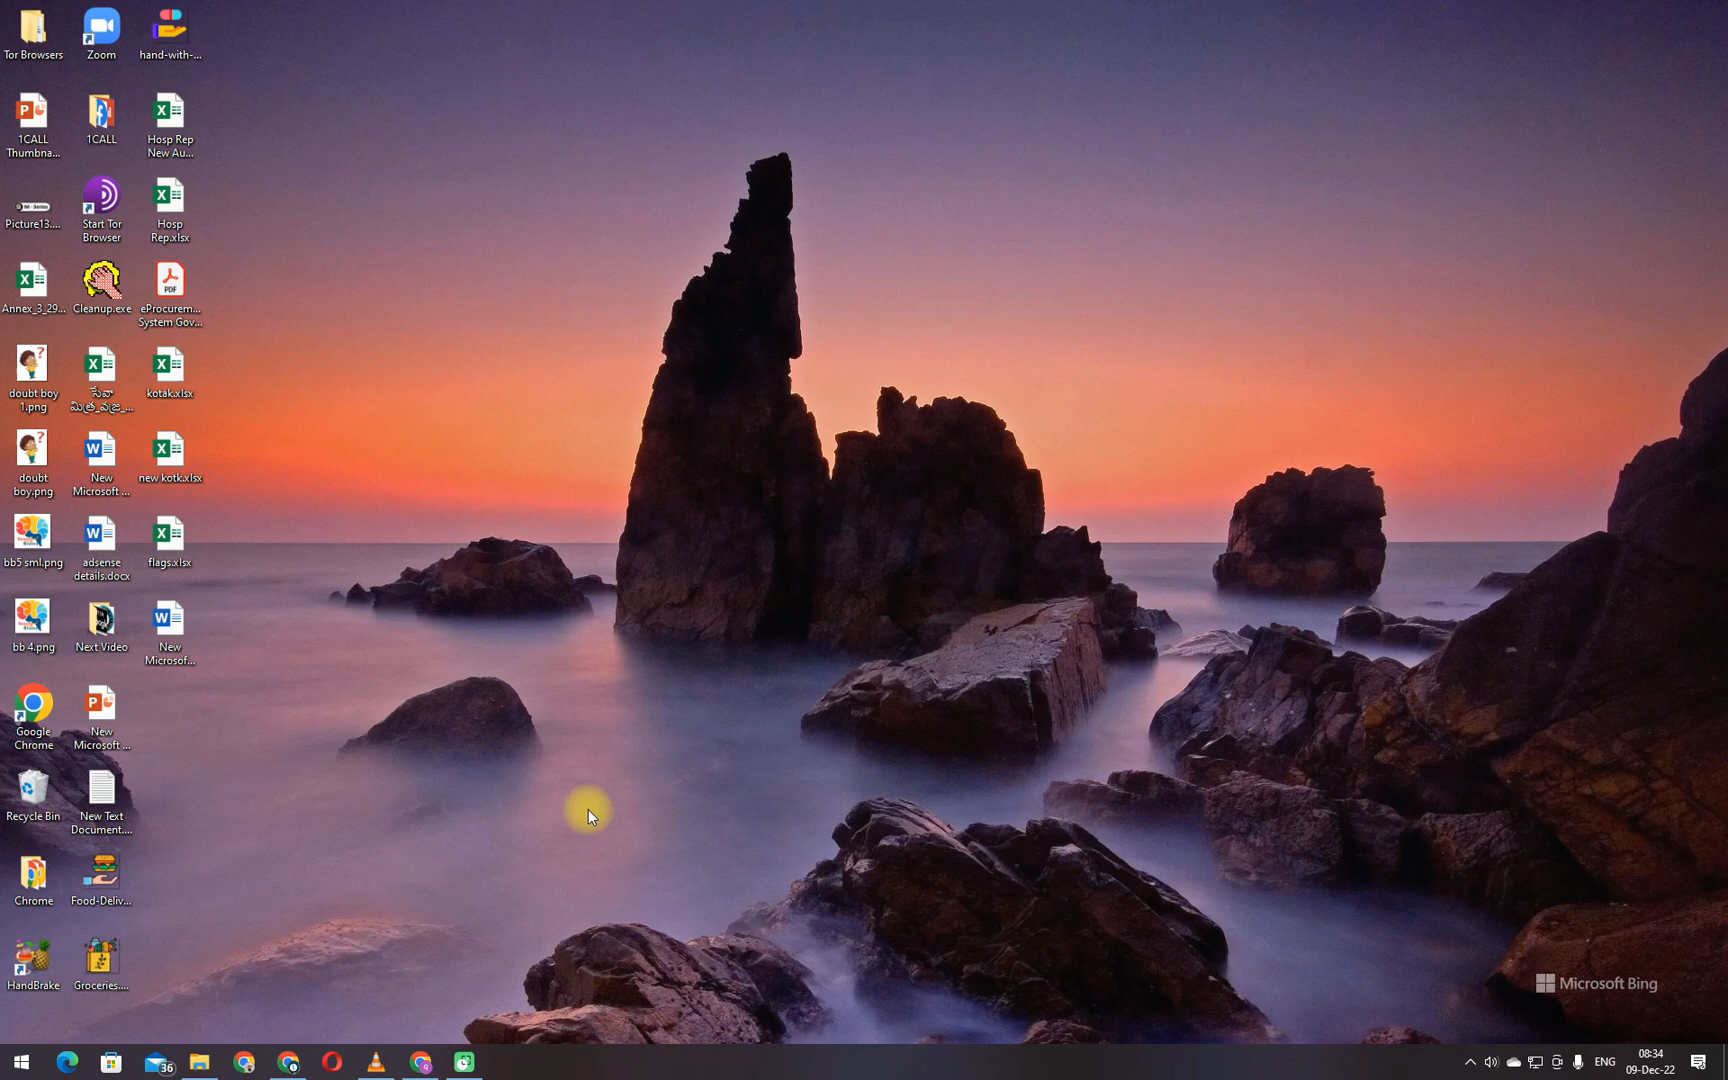 Tor Browsers
Zoom
hand-with-...
1CALL
Thumbna...
1CALL
Hosp Rep
New Au...
Picture13....
Start Tor
Browser
Hosp
Rep.xlsx
Annex_3_29...
Cleanup.exe
eProcurem...
System Gov...
doubt boy
1.png
సేవా
మిత్ర_వజ్ర_...
kotak.xlsx
doubt
boy.png
New
Microsoft ...
new kotk.xlsx
bb5 sml.png
adsense
details.docx
flags.xlsx
bb 4.png
Next Video
New
Microsof...
Google
Chrome
New
Microsoft ...
Recycle Bin
New Text
Document....
Chrome
Food-Deliv...
HandBrake
Groceries....
PDF
M - Series
Microsoft Bing
36
ENG
08:34
09-Dec-22